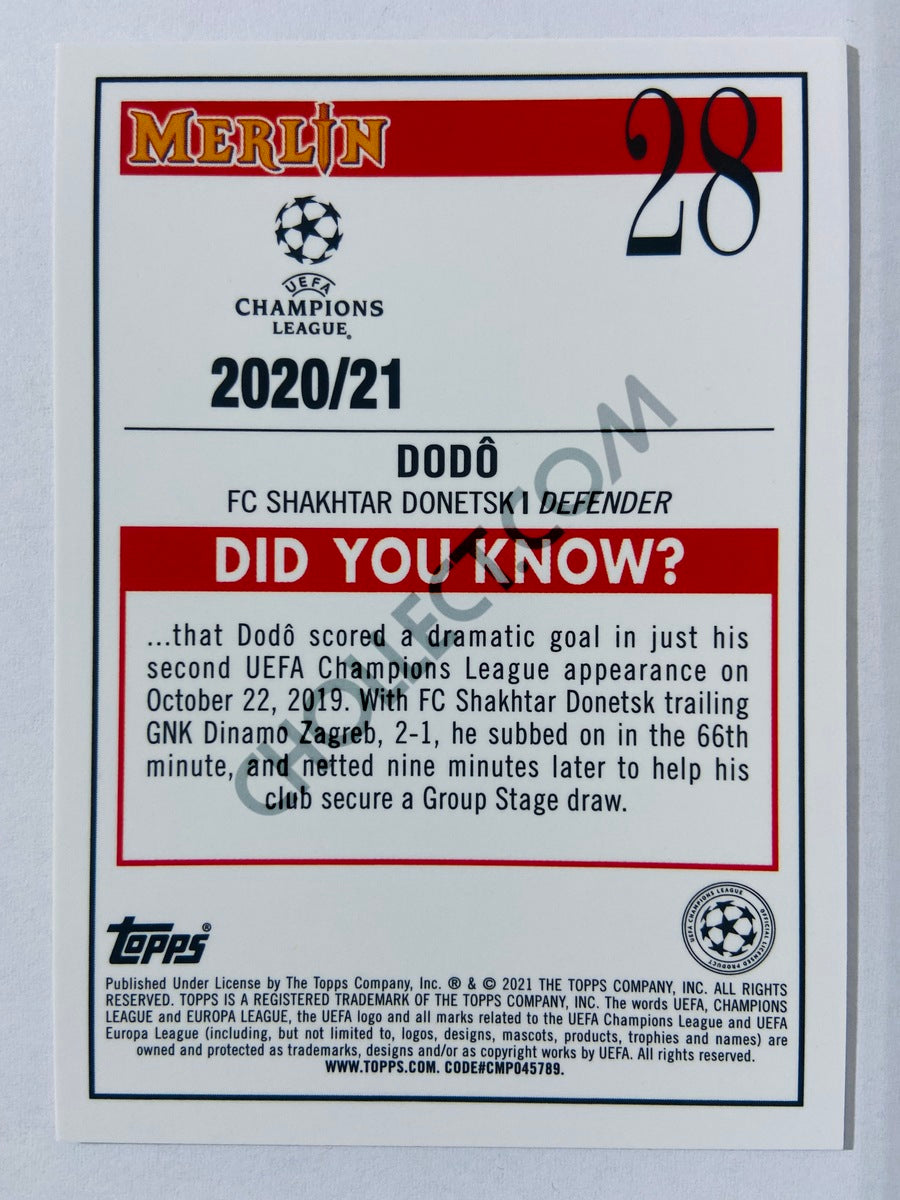 MERLIN
28
UEFA
CHAMPIONS
LEAGUE®
2020/21
DODÔ
FC SHAKHTAR DONETSK | DEFENDER
DID YOU KNOW?
...that Dodô scored a dramatic goal in just his
second UEFA Champions League appearance on
October 22, 2019. With FC Shakhtar Donetsk trailing
GNK Dinamo Zagreb, 2-1, he subbed on in the 66th
minute, and netted nine minutes later to help his
club secure a Group Stage draw.
CHOLLECT.COM
Topps®
UEFA CHAMPIONS LEAGUE
OFFICIAL LICENSED PRODUCT
Published Under License by The Topps Company, Inc. ® & © 2021 THE TOPPS COMPANY, INC. ALL RIGHTS
RESERVED. TOPPS IS A REGISTERED TRADEMARK OF THE TOPPS COMPANY, INC. The words UEFA, CHAMPIONS
LEAGUE and EUROPA LEAGUE, the UEFA logo and all marks related to the UEFA Champions League and UEFA
Europa League (including, but not limited to, logos, designs, mascots, products, trophies and names) are
owned and protected as trademarks, designs and/or as copyright works by UEFA. All rights reserved.
WWW.TOPPS.COM. CODE#CMP045789.